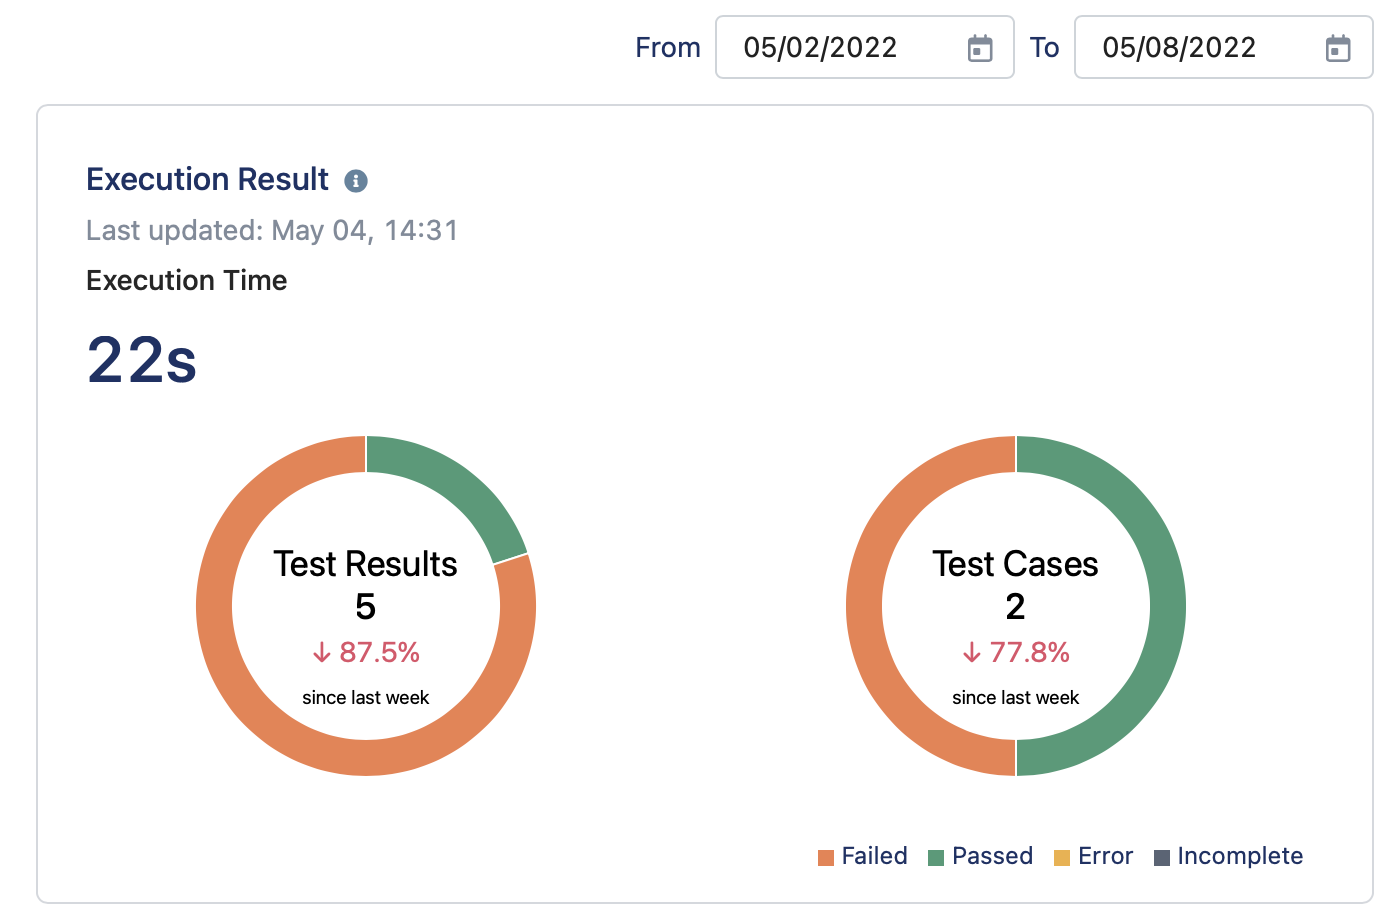 From 05/02/2022 To 05/08/2022
Execution Result
Last updated: May 04, 14:31
Execution Time
22s
Test Results
5
↓ 87.5%
since last week
Test Cases
2
↓ 77.8%
since last week
Failed Passed Error Incomplete